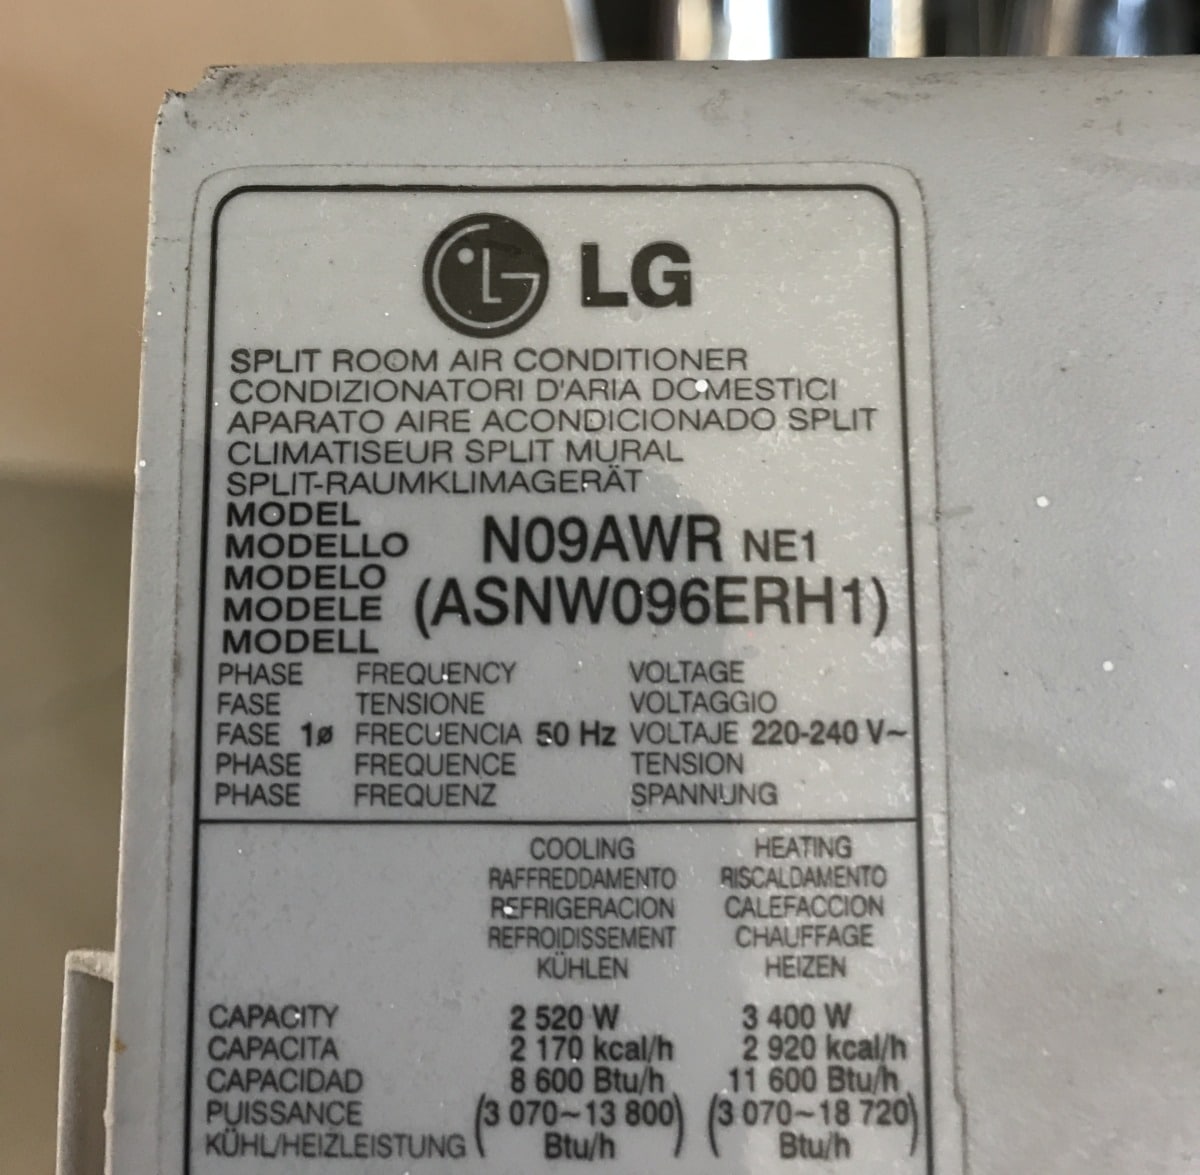 LG
SPLIT ROOM AIR CONDITIONER
CONDIZIONATORI D'ARIA DOMESTICI
APARATO AIRE ACONDICIONADO SPLIT
CLIMATISEUR SPLIT MURAL
SPLIT-RAUMKLIMAGERÄT
MODEL
MODELLO N09AWR NE1
MODELO
MODELE (ASNW096ERH1)
MODELL
PHASE FREQUENCY VOLTAGE
FASE TENSIONE VOLTAGGIO
FASE 1ø FRECUENCIA 50 Hz VOLTAJE 220-240 V~
PHASE FREQUENCE TENSION
PHASE FREQUENZ SPANNUNG
COOLING HEATING
RAFFREDDAMENTO RISCALDAMENTO
REFRIGERACION CALEFACCION
REFROIDISSEMENT CHAUFFAGE
KÜHLEN HEIZEN
CAPACITY 2 520 W 3 400 W
CAPACITA 2 170 kcal/h 2 920 kcal/h
CAPACIDAD 8 600 Btu/h 11 600 Btu/h
PUISSANCE (3 070~13 800) (3 070~18 720)
KÜHL/HEIZLEISTUNG Btu/h Btu/h